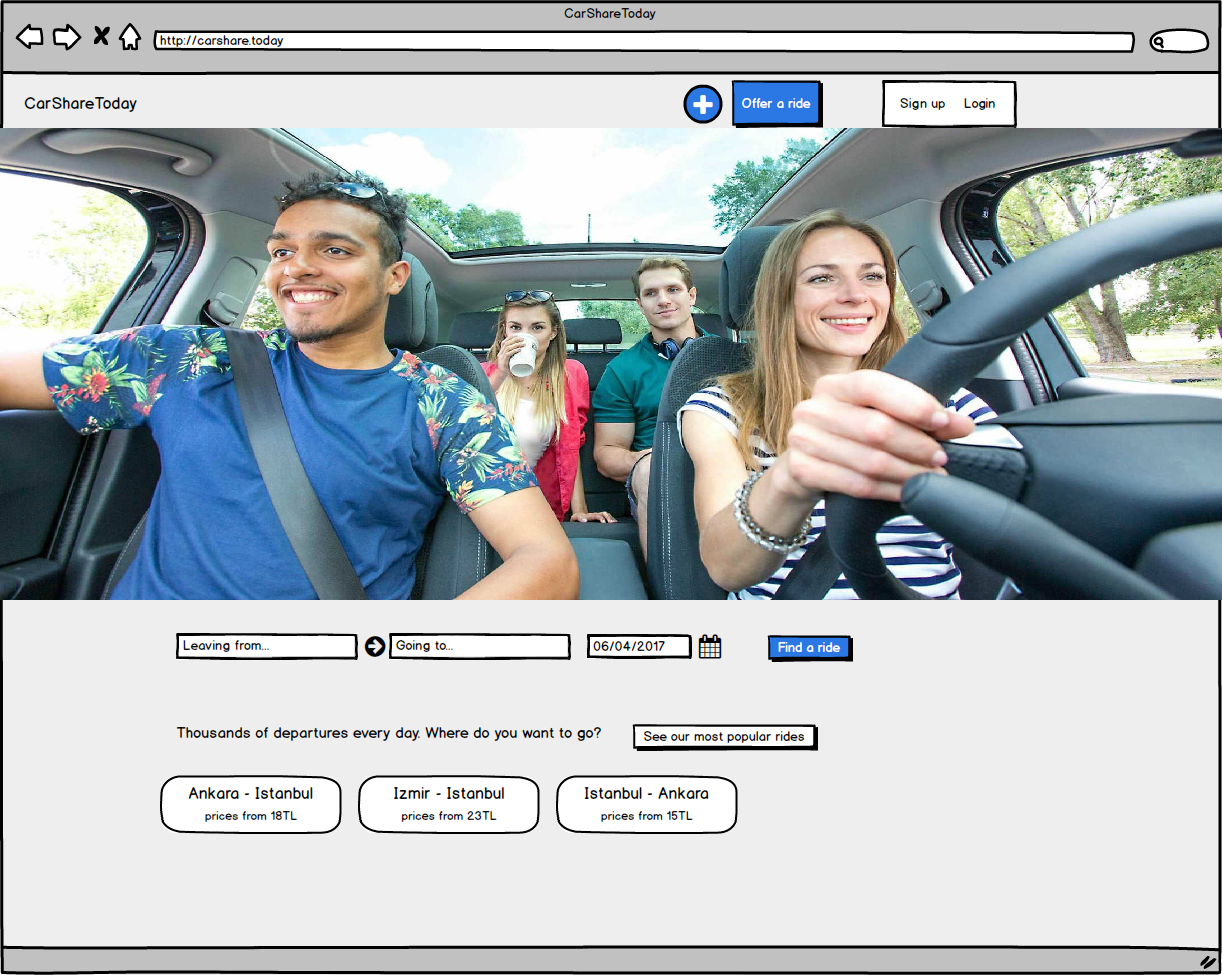 CarShareToday
http://carshare.today
CarShareToday
Offer a ride
Sign up Login
Leaving from...
Going to...
06/04/2017
Find a ride
Thousands of departures every day. Where do you want to go?
See our most popular rides
Ankara - Istanbul
prices from 18TL
Izmir - Istanbul
prices from 23TL
Istanbul - Ankara
prices from 15TL